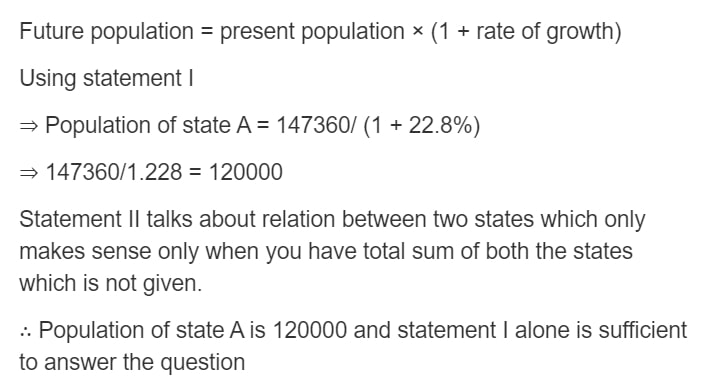 Future population = present population × (1 + rate of growth)
Using statement I
⇒ Population of state A = 147360/ (1 + 22.8%)
⇒ 147360/1.228 = 120000
Statement II talks about relation between two states which only
makes sense only when you have total sum of both the states
which is not given.
∴ Population of state A is 120000 and statement I alone is sufficient
to answer the question